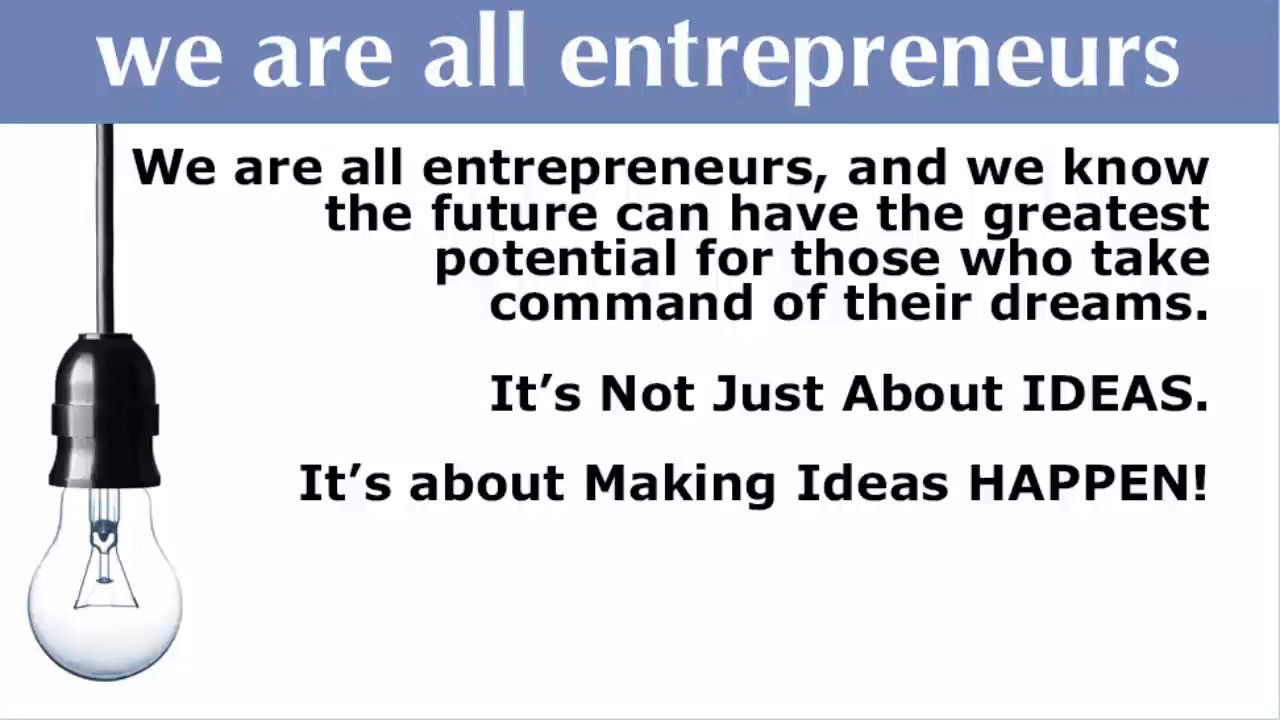 we are all entrepreneurs
We are all entrepreneurs, and we know
the future can have the greatest
potential for those who take
command of their dreams.
It’s Not Just About IDEAS.
It’s about Making Ideas HAPPEN!